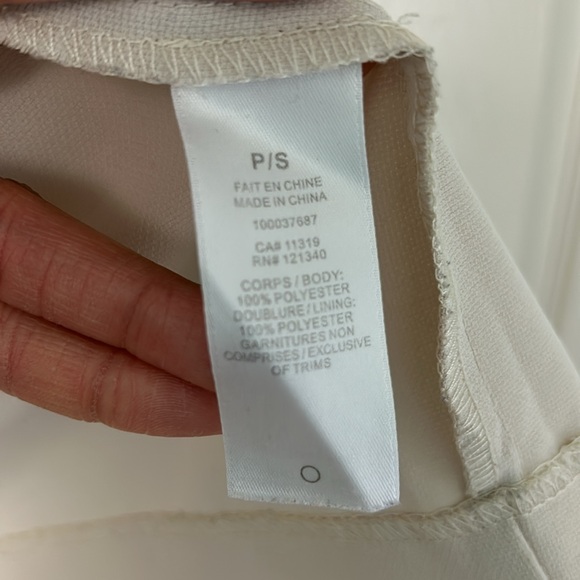 P/S
FAIT EN CHINE
MADE IN CHINA
100037687
CA# 11319
RN# 121340
CORPS / BODY:
100% POLYESTER
DOUBLURE / LINING:
100% POLYESTER
GARNITURES NON
COMPRISES / EXCLUSIVE
OF TRIMS